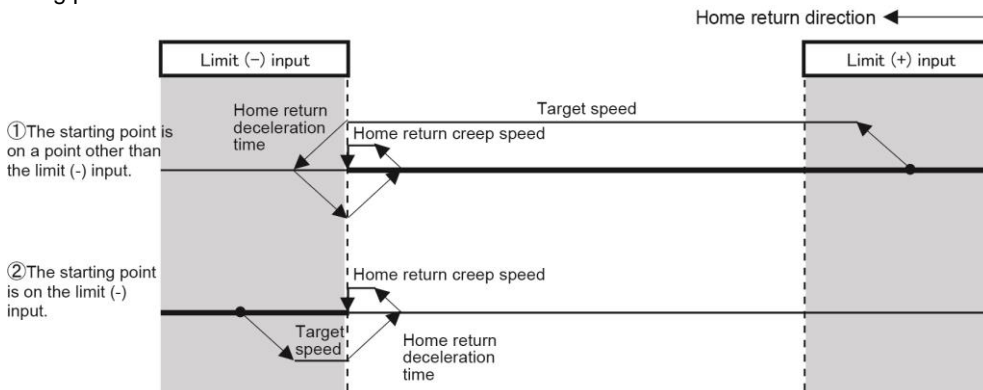 Home return direction
Limit (-) input
Limit (+) input
①The starting point is
on a point other than
the limit (-) input.
Home return
deceleration
time
Home return creep speed
Target speed
②The starting point
is on the limit (-)
input.
Home return creep speed
Target
speed
Home return
deceleration
time